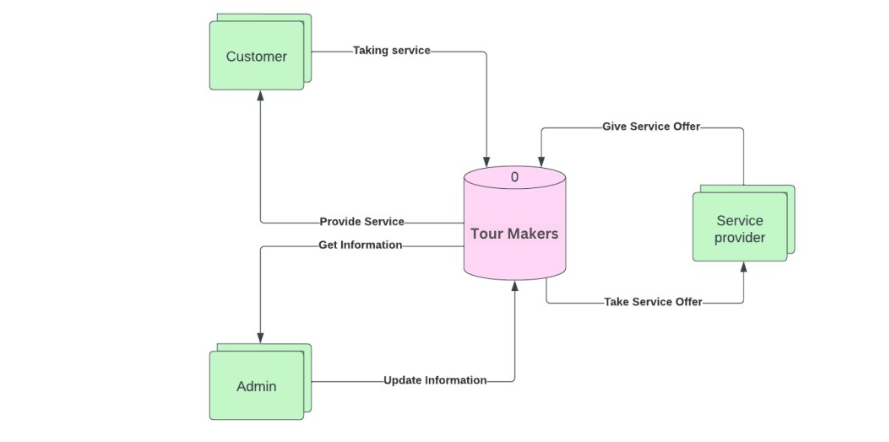 Customer
Taking service
Give Service Offer
0
Service
provider
Provide Service
Tour Makers
Get Information
Take Service Offer
Admin
Update Information